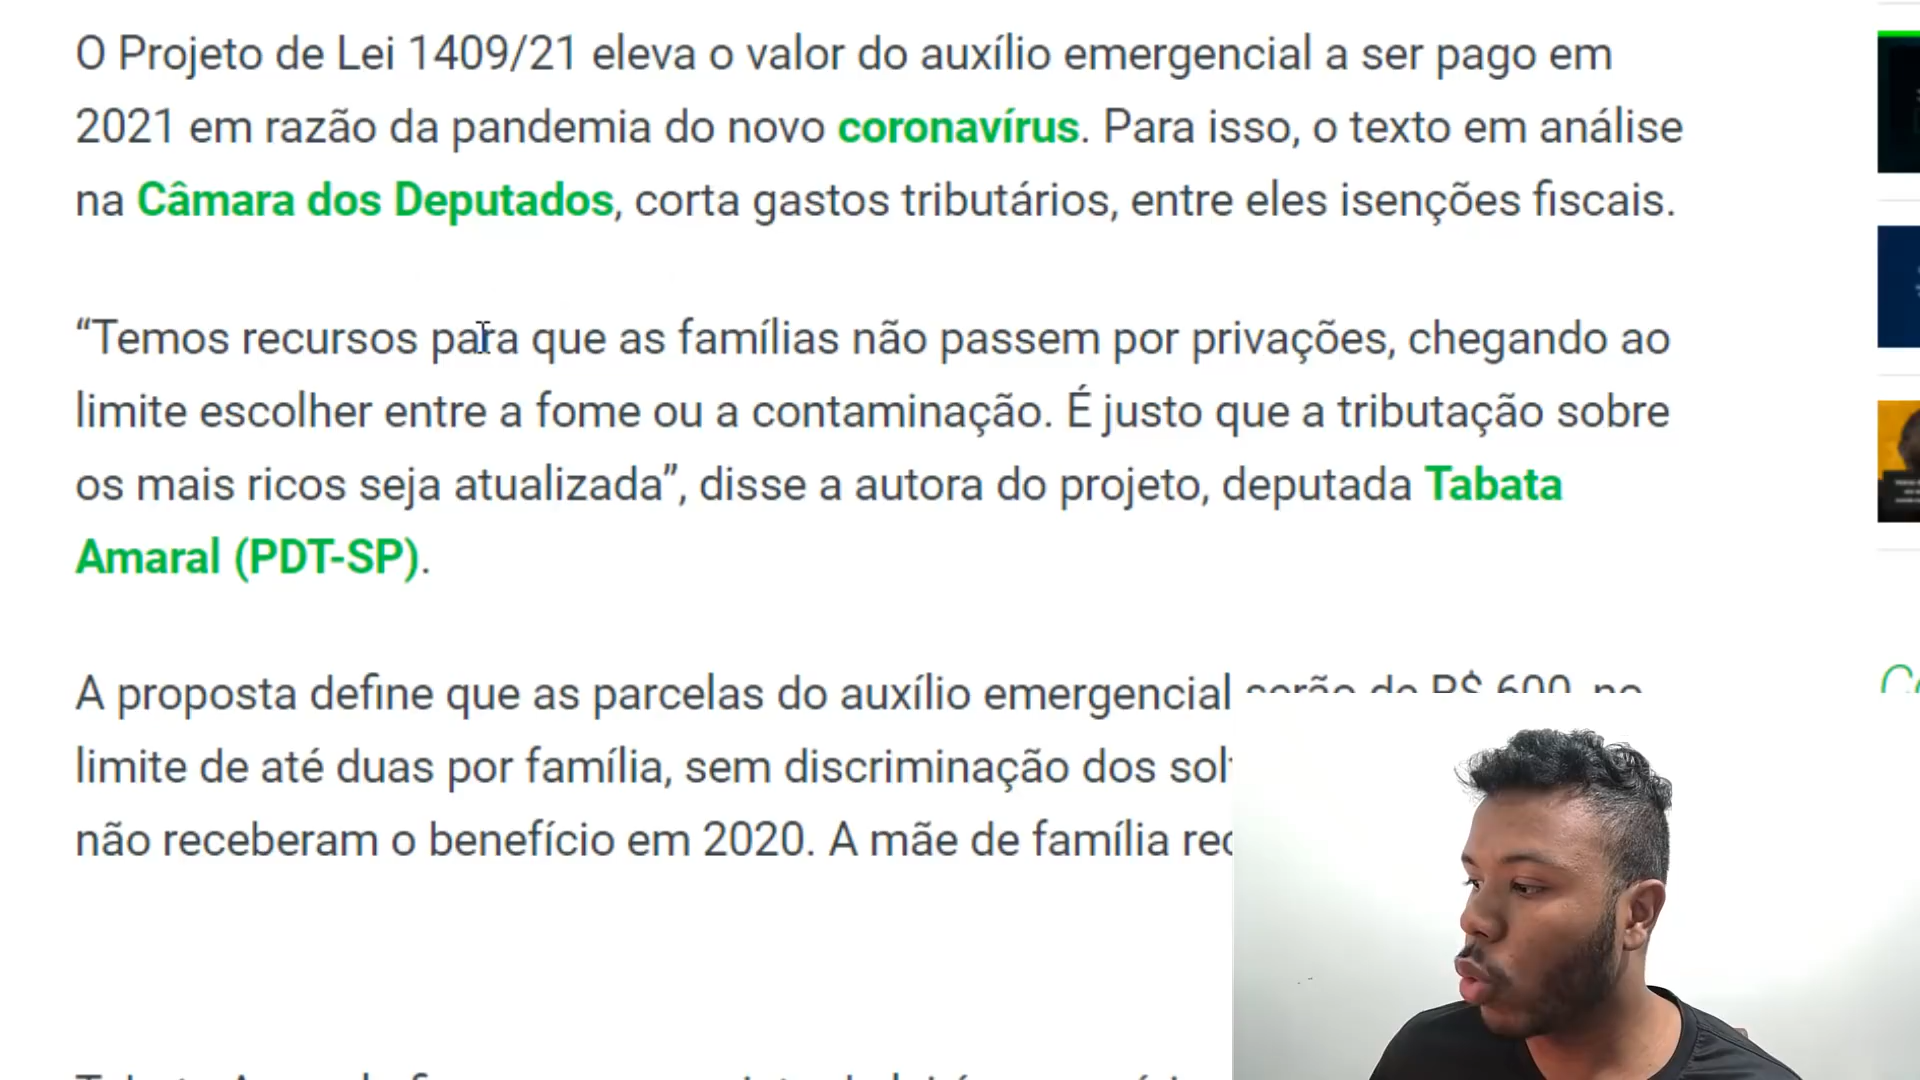 O Projeto de Lei 1409/21 eleva o valor do auxílio emergencial a ser pago em
2021 em razão da pandemia do novo coronavírus. Para isso, o texto em análise
na Câmara dos Deputados, corta gastos tributários, entre eles isenções fiscais.
“Temos recursos para que as famílias não passem por privações, chegando ao
limite escolher entre a fome ou a contaminação. É justo que a tributação sobre
os mais ricos seja atualizada”, disse a autora do projeto, deputada Tabata
Amaral (PDT-SP).
A proposta define que as parcelas do auxílio emergencial serão de R$ 600, no
limite de até duas por família, sem discriminação dos
não receberam o benefício em 2020. A mãe de família